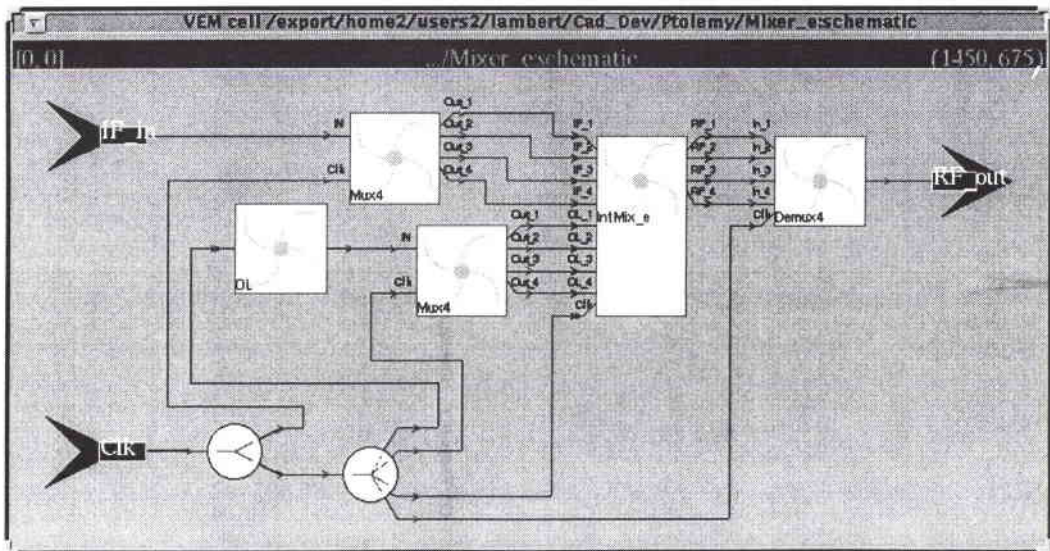 VEM cell /export/home2/users2/lambert/Cad_Dev/Ptolemy/Mixer_e:schematic
[0, 0] .../Mixer_e:schematic (1450, 675)
IF_in
IN
Clk
Mux4
Out_1
Out_2
Out_3
Out_4
IF_1
IF_2
IF_3
IF_4
OL_1
OL_2
OL_3
OL_4
Clk
IntMix_e
RF_1
RF_2
RF_3
RF_4
In_1
In_2
In_3
In_4
Clk
Demux4
RF_out
OL
IN
Clk
Mux4
Out_1
Out_2
Out_3
Out_4
Clk